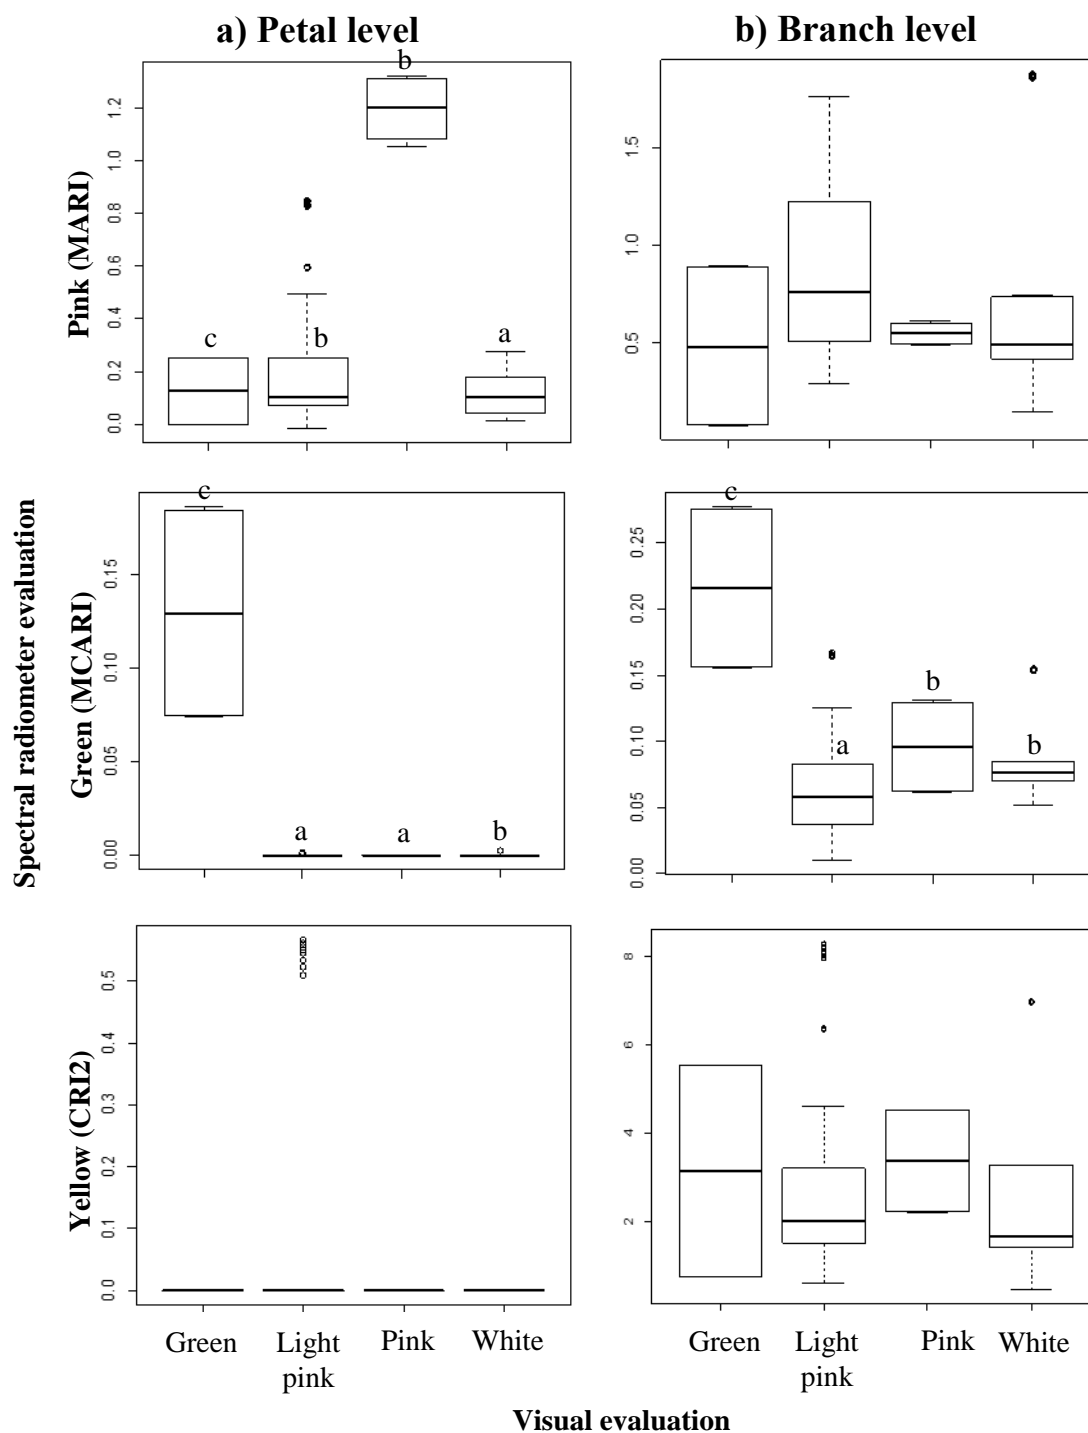 a) Petal level
b) Branch level
Pink (MARI)
0.0 0.2 0.4 0.6 0.8 1.0 1.2
c
b
b
a
0.5 1.0 1.5
Spectral radiometer evaluation
Green (MCARI)
0.00 0.05 0.10 0.15
c
a
a
b
0.00 0.05 0.10 0.15 0.20 0.25
c
a
b
b
Yellow (CRI2)
0.0 0.1 0.2 0.3 0.4 0.5
2 4 6 8
Green
Light
pink
Pink
White
Green
Light
pink
Pink
White
Visual evaluation